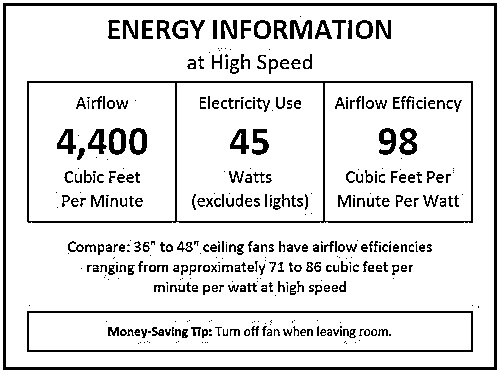 ENERGY INFORMATION
at High Speed
Airflow
4,400
Cubic Feet
Per Minute
Electricity Use
45
Watts
(excludes lights)
Airflow Efficiency
98
Cubic Feet Per
Minute Per Watt
Compare: 36" to 48" ceiling fans have airflow efficiencies
ranging from approximately 71 to 86 cubic feet per
minute per watt at high speed
Money-Saving Tip: Turn off fan when leaving room.